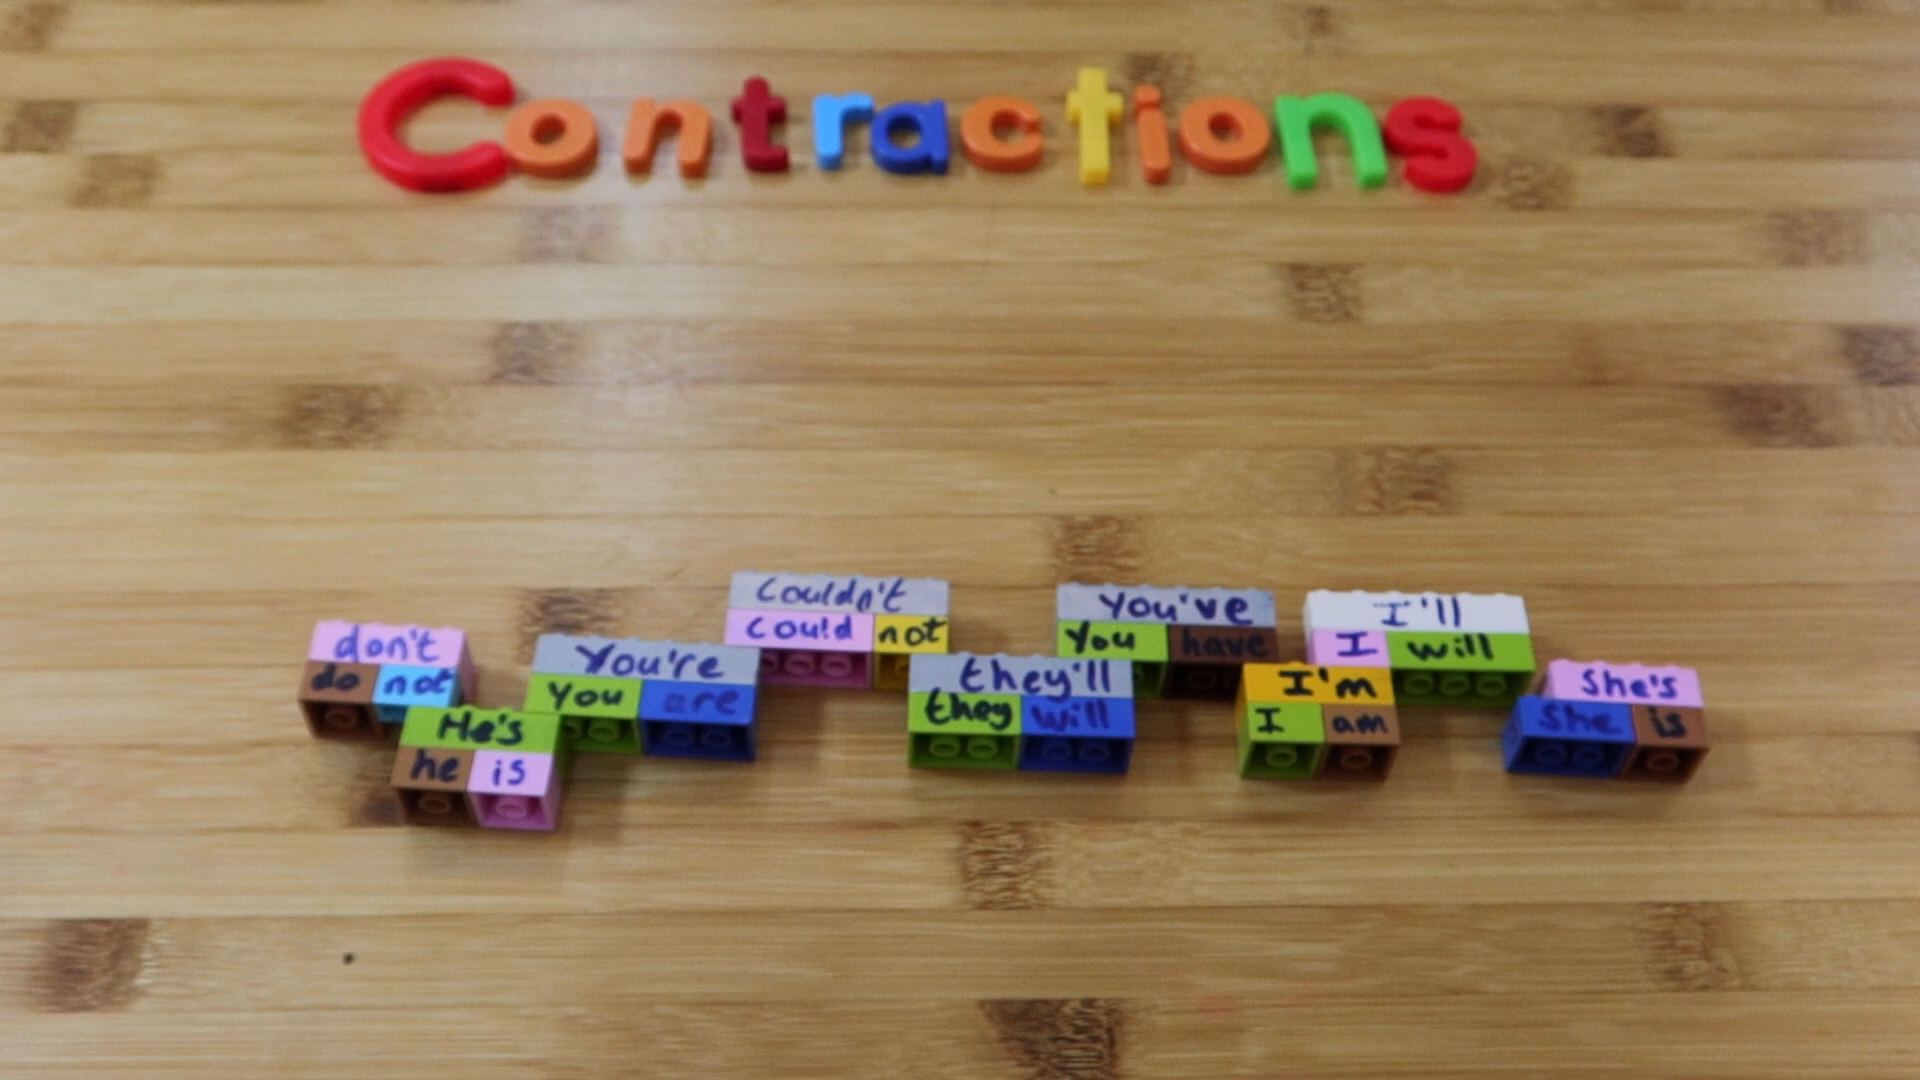 Contractions
don't
do not
He's
he is
You're
you are
Couldn't
could not
they'll
they will
You've
You have
I'll
I will
I'm
I am
She's
She is